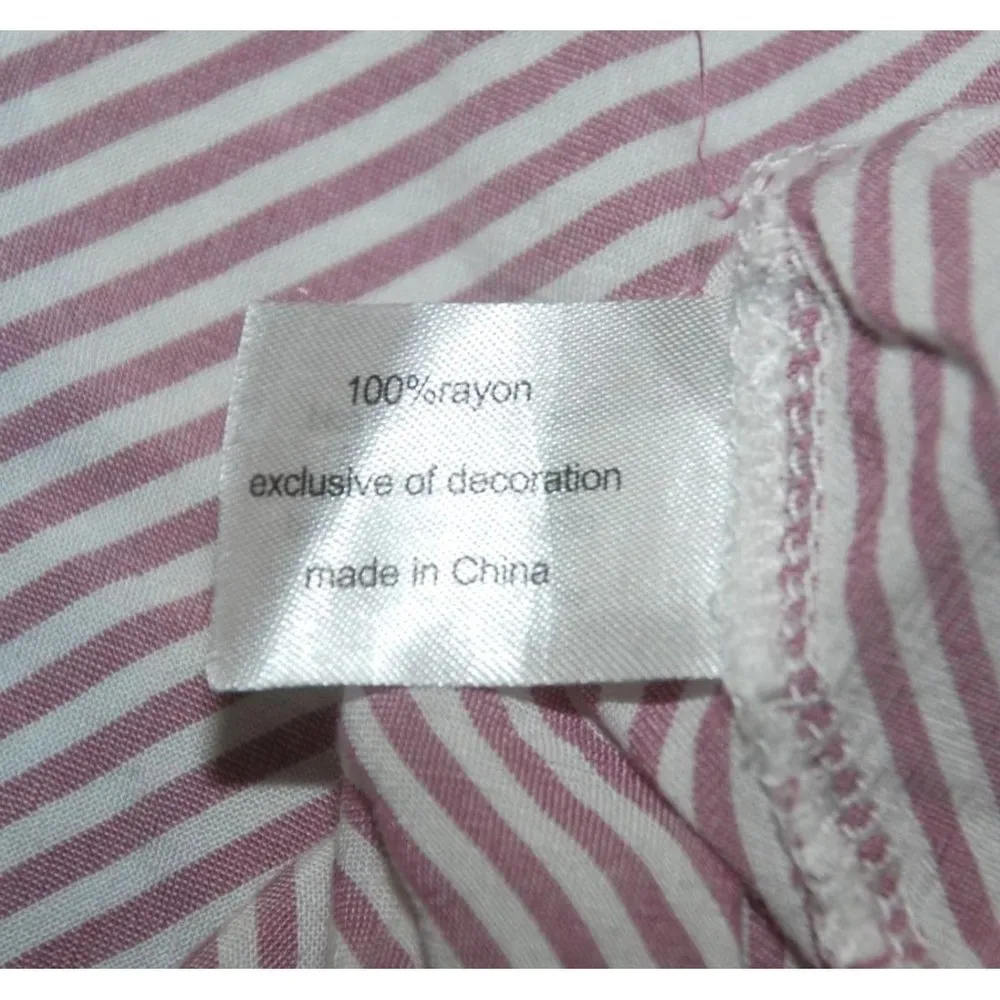 100%rayon
exclusive of decoration
made in China